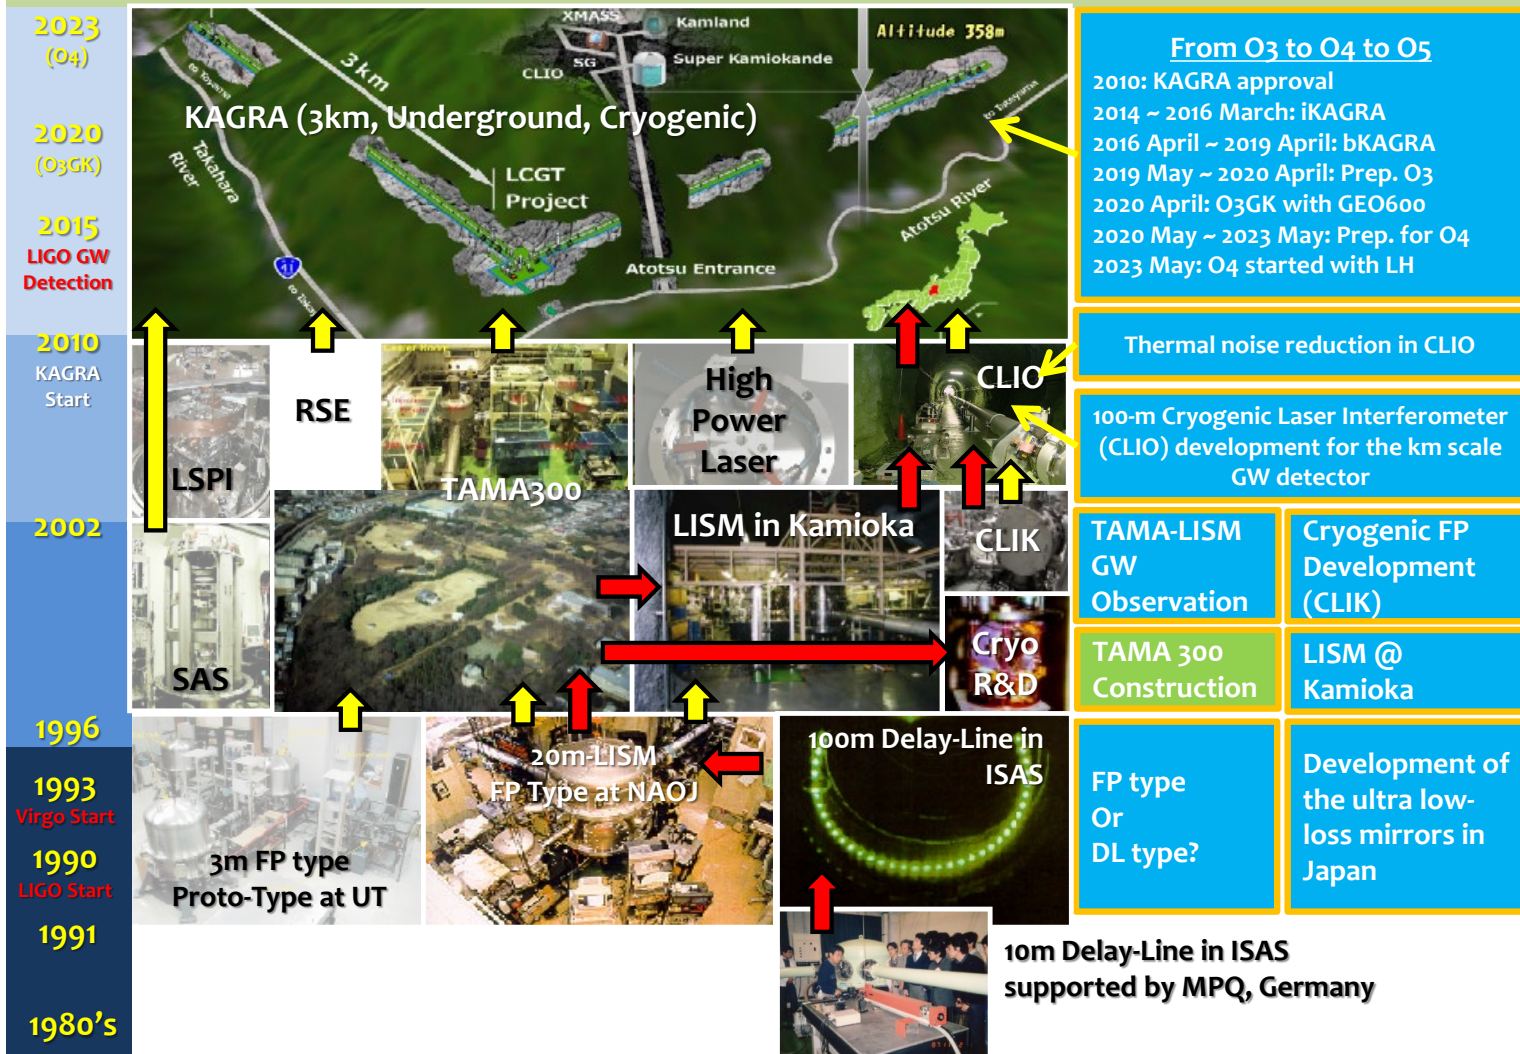 2023
(O4)
2020
(O3GK)
2015
LIGO GW
Detection
2010
KAGRA
Start
2002
1996
1993
Virgo Start
1990
LIGO Start
1991
1980's
XMASS
Kamland
SG
Super Kamiokande
CLIO
Altitude 358m
3km
to Toyama
to Toyama
KAGRA (3km, Underground, Cryogenic)
Takahara
River
LCGT
Project
41
Atotsu River
Atotsu Entrance
From O3 to O4 to O5
2010: KAGRA approval
2014 ~ 2016 March: iKAGRA
2016 April ~ 2019 April: bKAGRA
2019 May ~ 2020 April: Prep. O3
2020 April: O3GK with GEO600
2020 May ~ 2023 May: Prep. for O4
2023 May: O4 started with LH
LSPI
RSE
TAMA300
High
Power
Laser
CLIO
Thermal noise reduction in CLIO
100-m Cryogenic Laser Interferometer
(CLIO) development for the km scale
GW detector
SAS
LISM in Kamioka
CLIK
Cryo
R&D
TAMA-LISM
GW
Observation
Cryogenic FP
Development
(CLIK)
TAMA 300
Construction
LISM @
Kamioka
3m FP type
Proto-Type at UT
20m-LISM
FP Type at NAOJ
100m Delay-Line in
ISAS
FP type
Or
DL type?
Development of
the ultra low-
loss mirrors in
Japan
10m Delay-Line in ISAS
supported by MPQ, Germany